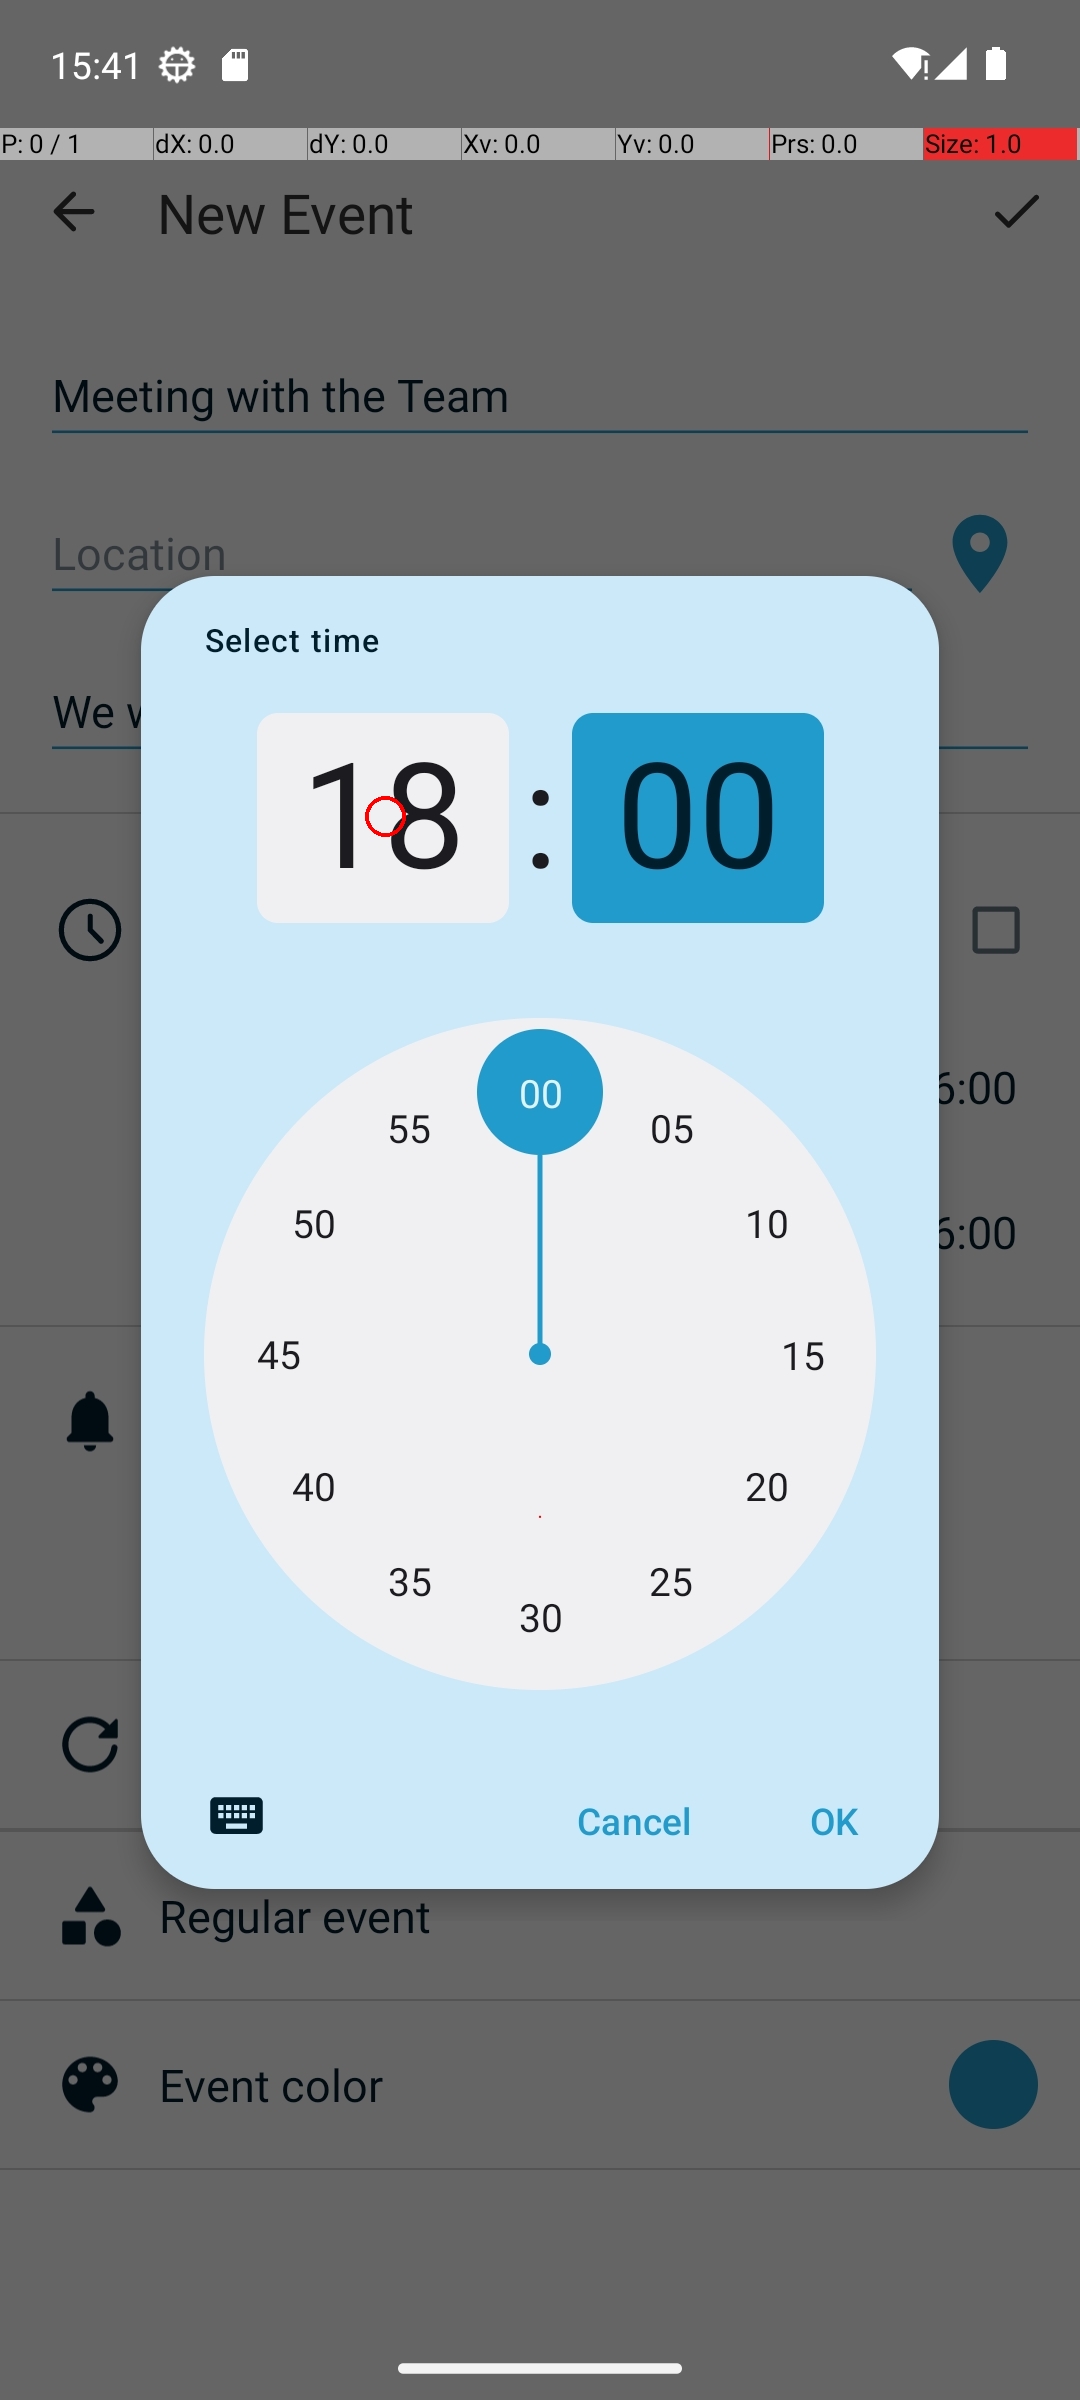 15:41
P: 0 / 1
dX: 0.0
dY: 0.0
Xv: 0.0
Yv: 0.0
Prs: 0.0
Size: 1.0
New Event
Meeting with the Team
Location
Select time
We
18 : 00
00
55
05
50
10
6:00
6:00
45
15
40
20
35
25
30
Cancel
OK
Regular event
Event color